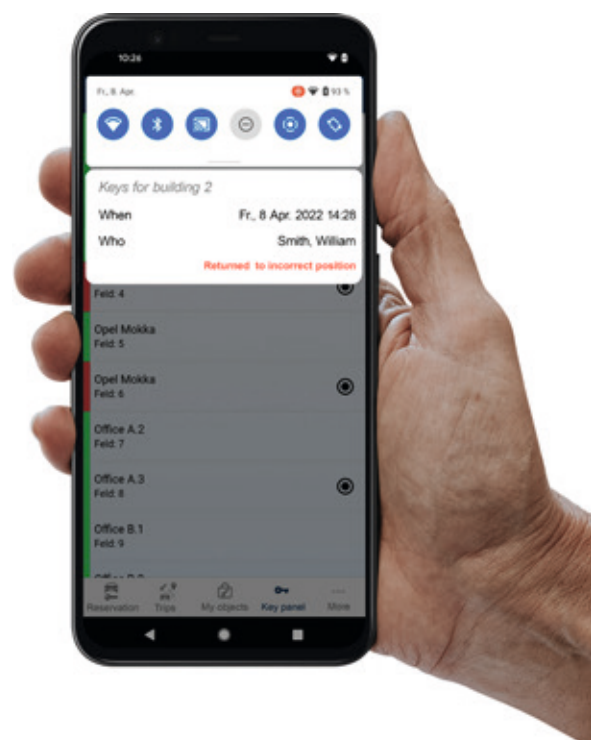 10:26
Fr., 8. Apr.
93 %
Keys for building 2
When Fr., 8 Apr. 2022 14:28
Who Smith, William
Returned to incorrect position
Feld: 4
Opel Mokka
Feld: 5
Opel Mokka
Feld: 6
Office A.2
Feld: 7
Office A.3
Feld: 8
Office B.1
Feld: 9
Reservation Trips My objects Key panel More